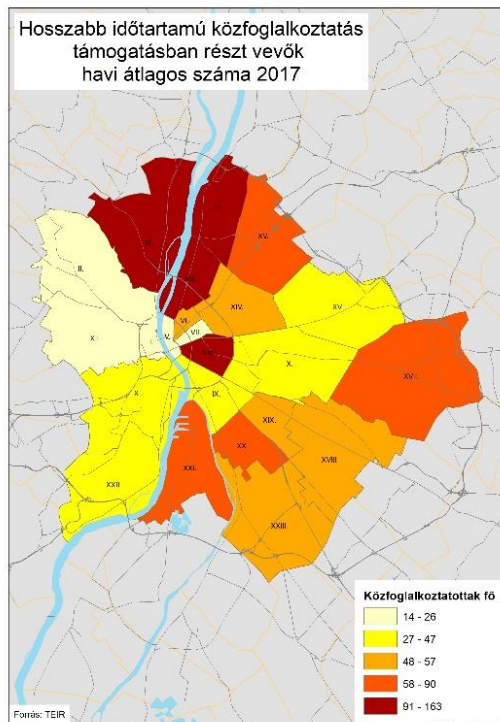 Hosszabb időtartamú közfoglalkoztatás
támogatásban részt vevők
havi átlagos száma 2017
II.
XV.
XIV.
XV
VI.
V.
VII.
X
X.
XVII.
X
IX.
XIX.
XX.
XVIII
XXI.
XXII
XXIII
Közfoglalkoztatottak fő
14 - 26
27 - 47
48 - 57
58 - 90
91 - 163
Forrás: TEIR